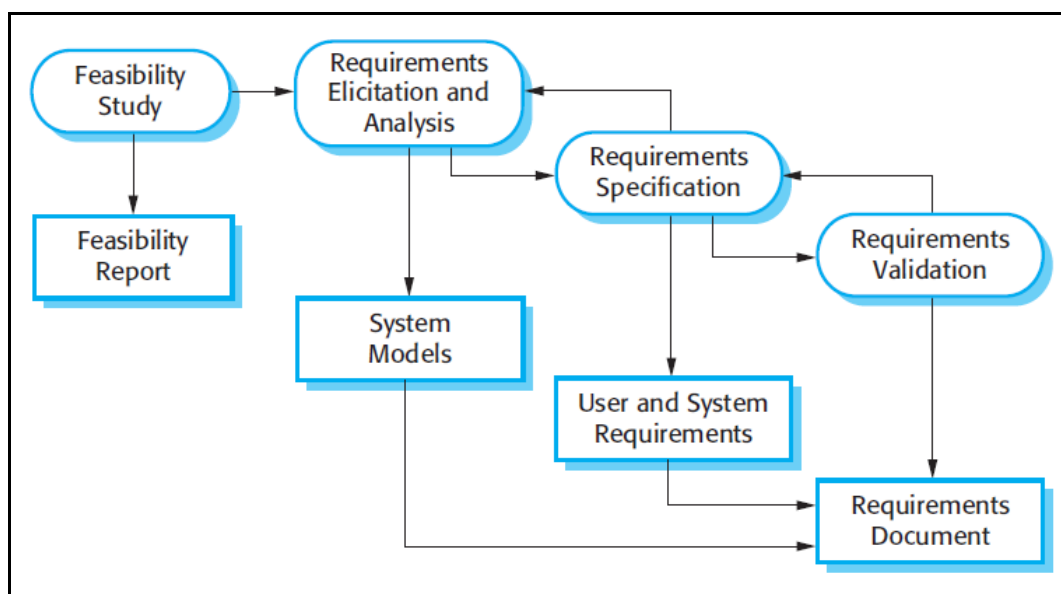 Feasibility
Study
Requirements
Elicitation and
Analysis
Requirements
Specification
Requirements
Validation
Feasibility
Report
System
Models
User and System
Requirements
Requirements
Document